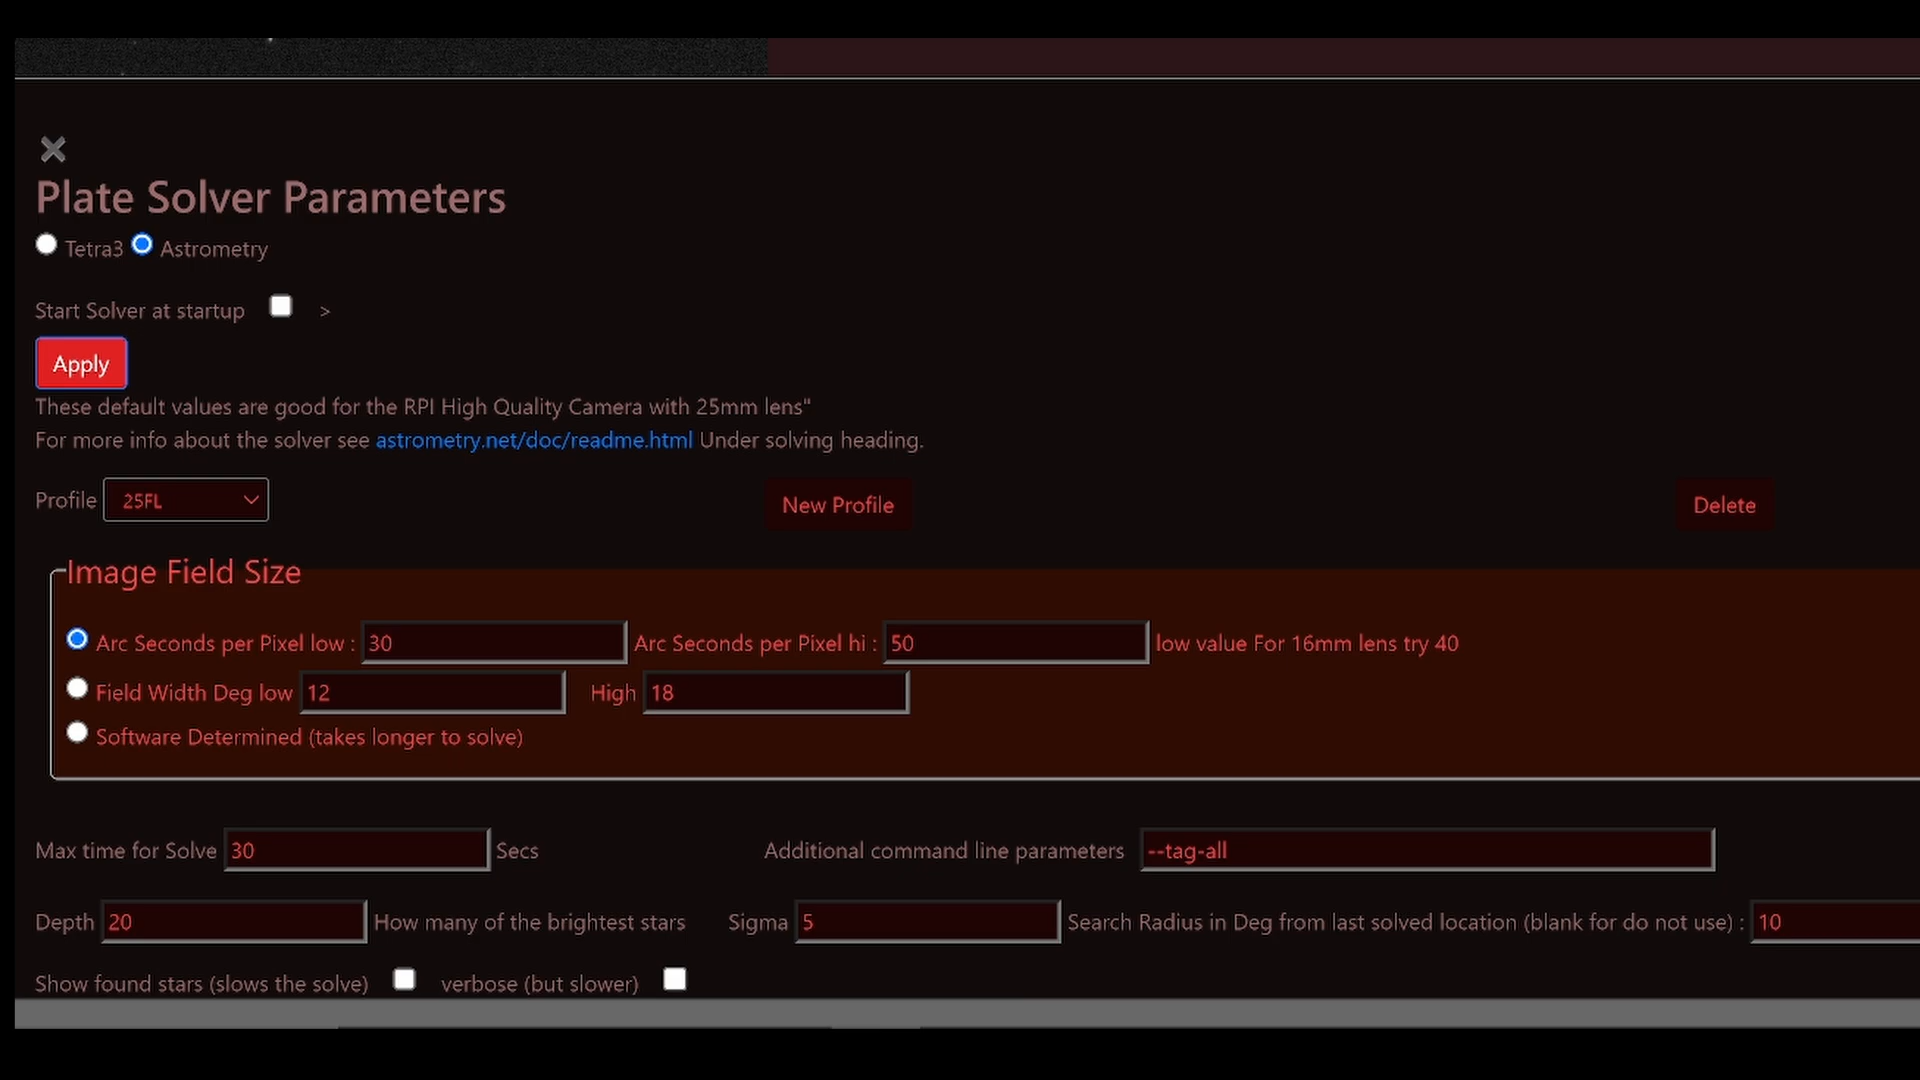 Plate Solver Parameters
Tetra3 Astrometry
Start Solver at startup >
Apply
These default values are good for the RPI High Quality Camera with 25mm lens"
For more info about the solver see astrometry.net/doc/readme.html Under solving heading.
Profile 25FL New Profile Delete
Image Field Size
Arc Seconds per Pixel low : 30 Arc Seconds per Pixel hi : 50 low value For 16mm lens try 40
Field Width Deg low 12 High 18
Software Determined (takes longer to solve)
Max time for Solve 30 Secs Additional command line parameters --tag-all
Depth 20 How many of the brightest stars Sigma 5 Search Radius in Deg from last solved location (blank for do not use) : 10
Show found stars (slows the solve) verbose (but slower)